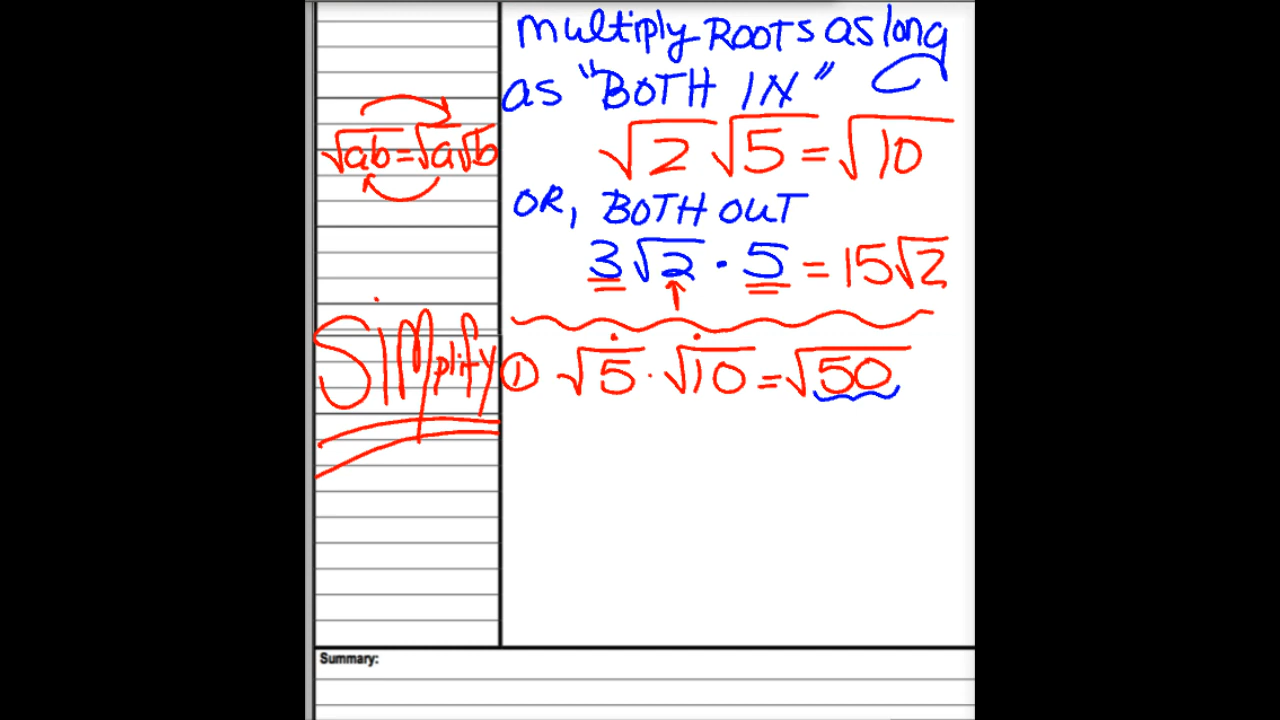 multiply ROOTS as long
as "BOTH IN"
√ab=√a√b
√2 √5 = √10
OR, BOTH OUT
3√2 · 5 = 15√2
SIMplify
① √5 · √10 = √50
Summary: